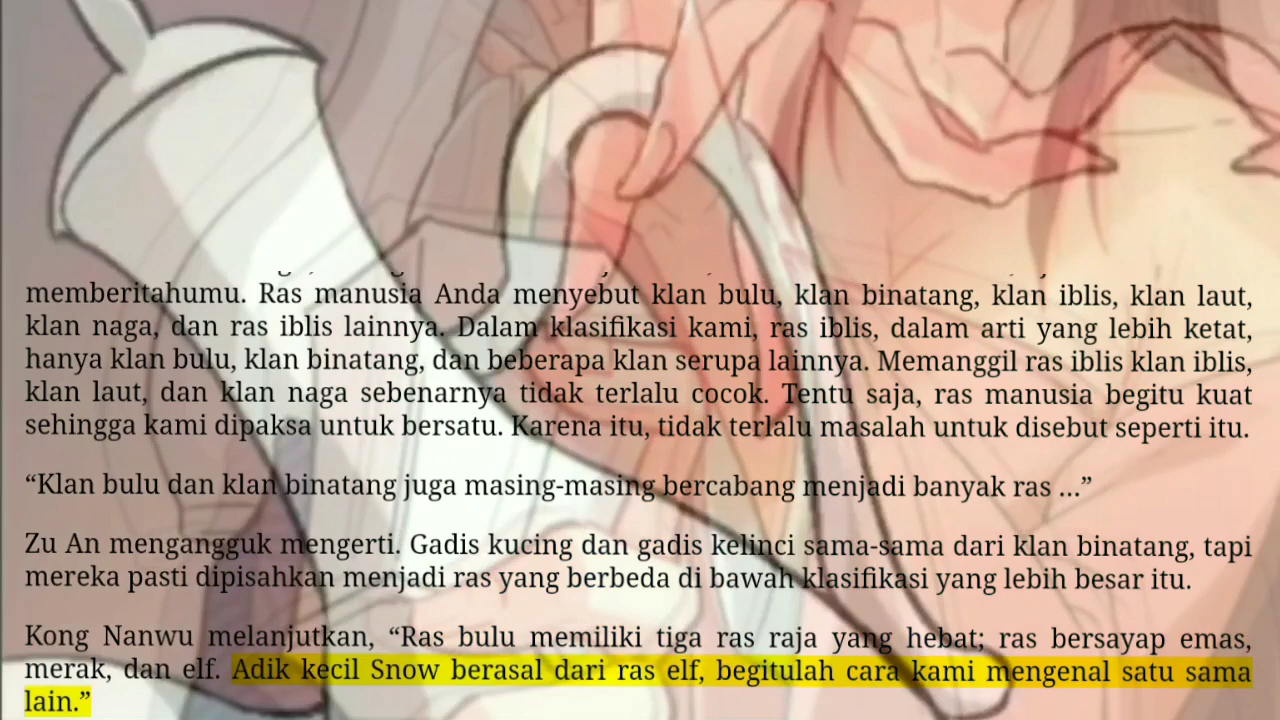 memberitahumu. Ras manusia Anda menyebut klan bulu, klan binatang, klan iblis, klan laut,
klan naga, dan ras iblis lainnya. Dalam klasifikasi kami, ras iblis, dalam arti yang lebih ketat,
hanya klan bulu, klan binatang, dan beberapa klan serupa lainnya. Memanggil ras iblis klan iblis,
klan laut, dan klan naga sebenarnya tidak terlalu cocok. Tentu saja, ras manusia begitu kuat
sehingga kami dipaksa untuk bersatu. Karena itu, tidak terlalu masalah untuk disebut seperti itu.
“Klan bulu dan klan binatang juga masing-masing bercabang menjadi banyak ras ...”
Zu An mengangguk mengerti. Gadis kucing dan gadis kelinci sama-sama dari klan binatang, tapi
mereka pasti dipisahkan menjadi ras yang berbeda di bawah klasifikasi yang lebih besar itu.
Kong Nanwu melanjutkan, “Ras bulu memiliki tiga ras raja yang hebat; ras bersayap emas,
merak, dan elf. Adik kecil Snow berasal dari ras elf, begitulah cara kami mengenal satu sama
lain.”